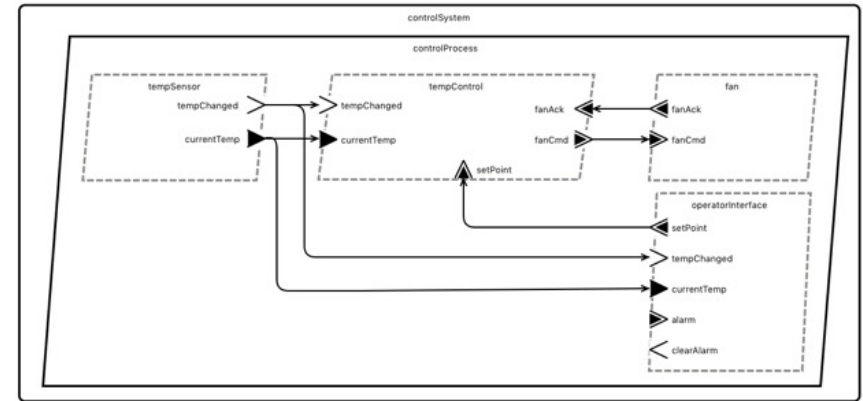 controlSystem
controlProcess
tempSensor
tempChanged
currentTemp
tempControl
tempChanged
currentTemp
fanAck
fanCmd
setPoint
fan
fanAck
fanCmd
operatorInterface
setPoint
tempChanged
currentTemp
alarm
clearAlarm